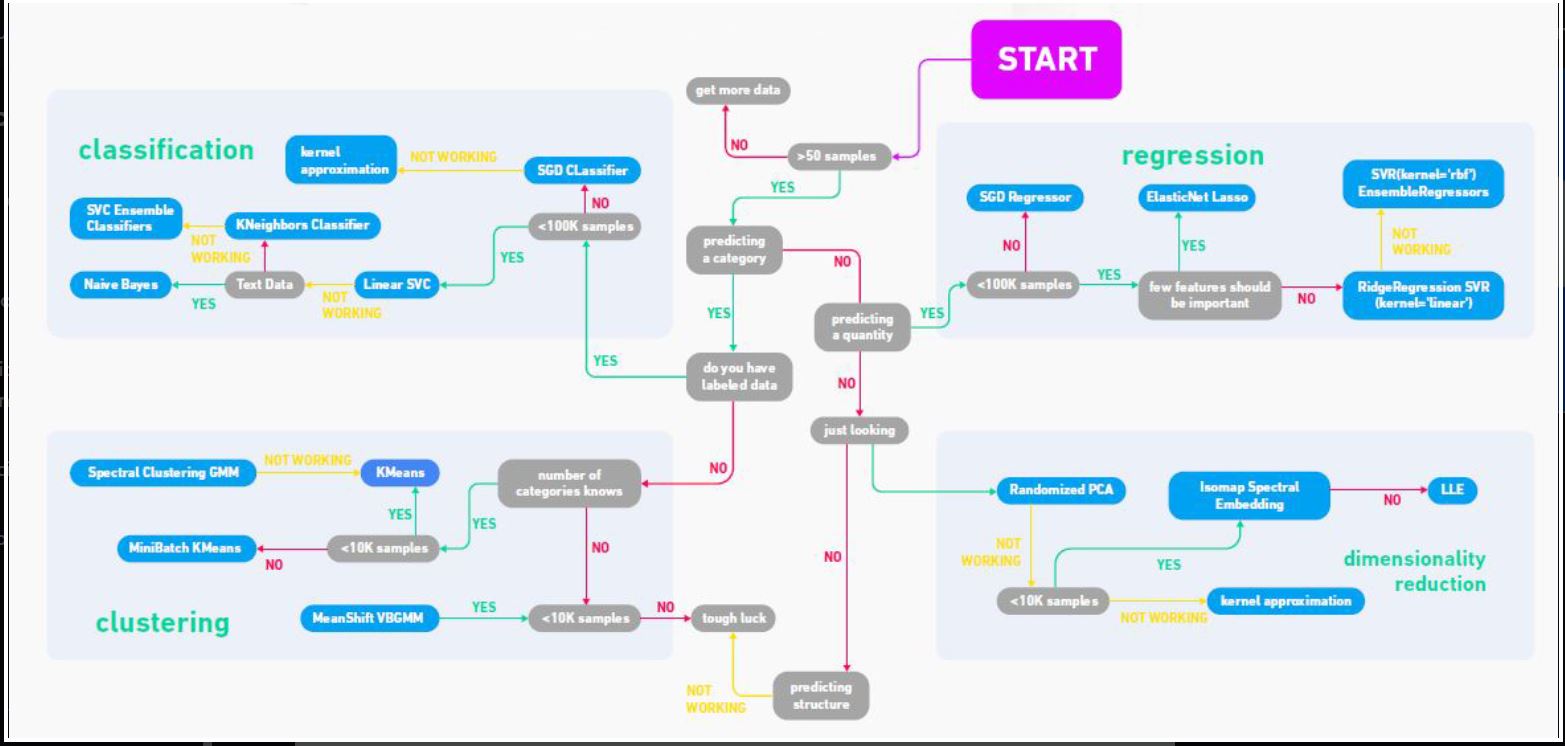 START
get more data
NO
>50 samples
YES
classification
kernel
approximation
NOT WORKING
SGD CLassifier
NO
<100K samples
SVC Ensemble
Classifiers
KNeighbors Classifier
NOT
WORKING
YES
Naive Bayes
YES
Text Data
NOT
WORKING
Linear SVC
predicting
a category
NO
YES
predicting
a quantity
YES
NO
do you have
labeled data
YES
NO
just looking
NO
regression
SGD Regressor
NO
<100K samples
YES
ElasticNet Lasso
YES
few features should
be important
NO
SVR(kernel='rbf')
EnsembleRegressors
NOT
WORKING
RidgeRegression SVR
(kernel='linear')
Spectral Clustering GMM
NOT WORKING
KMeans
number of
categories knows
YES
YES
MiniBatch KMeans
NO
<10K samples
NO
clustering
MeanShift VBGMM
YES
<10K samples
NO
tough luck
NOT
WORKING
predicting
structure
Randomized PCA
NOT
WORKING
<10K samples
YES
Isomap Spectral
Embedding
NO
LLE
NOT WORKING
kernel approximation
dimensionality
reduction